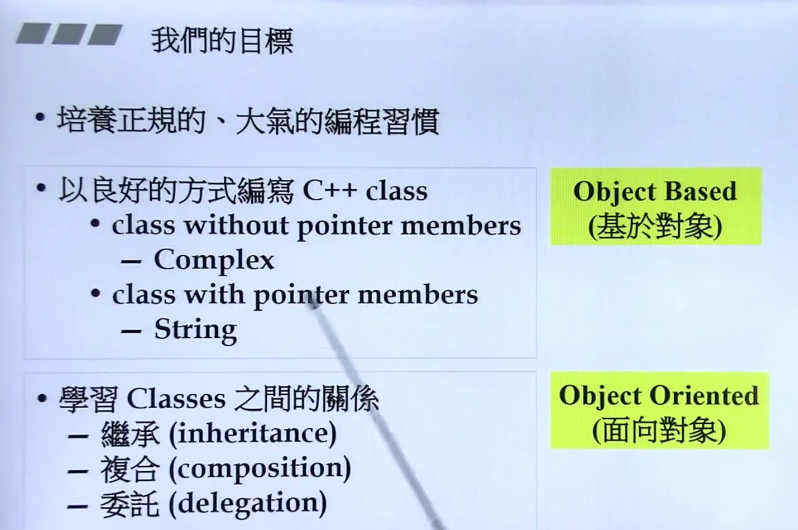 我們的目標
• 培養正規的、大氣的編程習慣
• 以良好的方式編寫 C++ class
• class without pointer members
— Complex
• class with pointer members
— String
Object Based
(基於對象)
• 學習 Classes 之間的關係
— 繼承 (inheritance)
— 複合 (composition)
— 委託 (delegation)
Object Oriented
(面向對象)